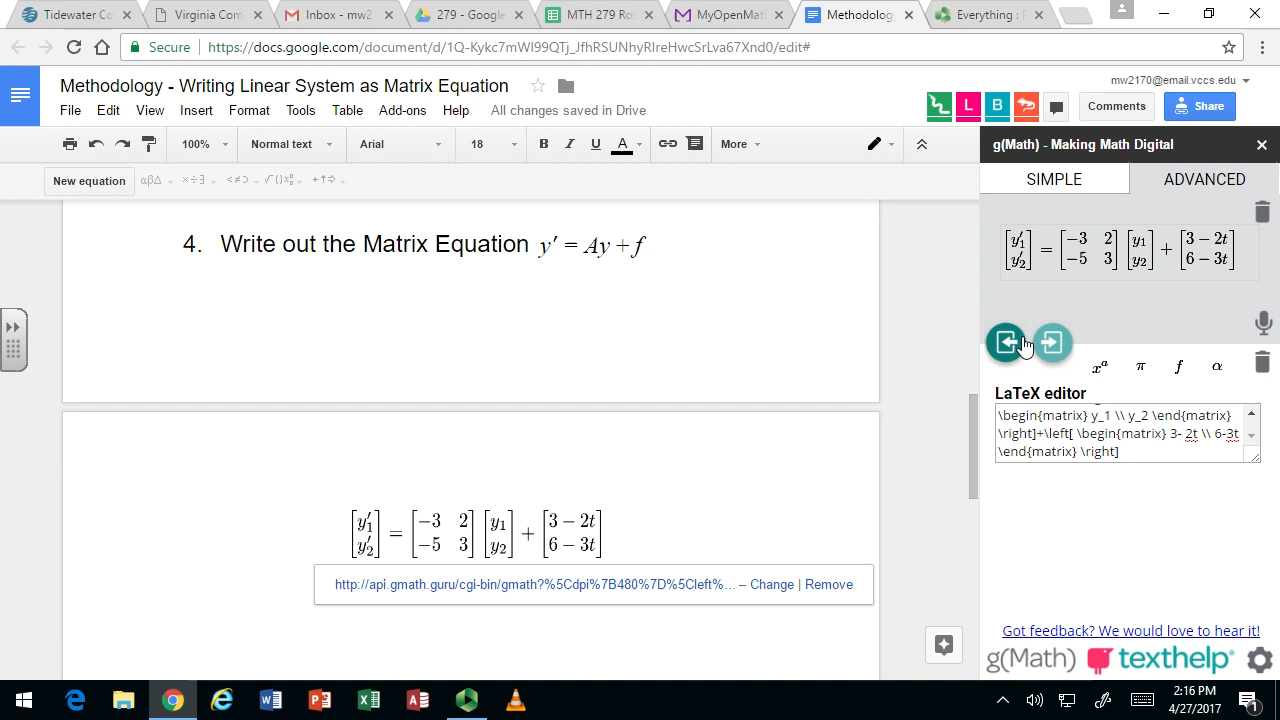 Tidewater
Virginia Com
Inbox - mw2
279 - Google
MTH 279 Ro
MyOpenMat
Methodolog
Everything : F
Secure
https://docs.google.com/document/d/1Q-Kykc7mWI99QTj_JfhRSUNhyRIreHwcSrLva67Xnd0/edit#
Methodology - Writing Linear System as Matrix Equation
mw2170@email.vccs.edu
File Edit View Insert Format Tools Table Add-ons Help All changes saved in Drive
L B
Comments
Share
100% Normal text Arial 18 B I U A More
g(Math) - Making Math Digital
New equation αβΔ ×÷∃ <≠⊃
SIMPLE
ADVANCED
4. Write out the Matrix Equation y′ = Ay + f
[y′1 y′2] = [−3 2 −5 3] [y1 y2] + [3 − 2t 6 − 3t]
x^a π f α
LaTeX editor
\begin{matrix} y_1 \\ y_2 \end{matrix}
\right]+\left[ \begin{matrix} 3- 2t \\ 6-3t
\end{matrix} \right]
[y′1 y′2] = [−3 2 −5 3] [y1 y2] + [3 − 2t 6 − 3t]
http://api.gmath.guru/cgi-bin/gmath?%5Cdpi%7B480%7D%5Cleft%... – Change | Remove
Got feedback? We would love to hear it!
g(Math) texthelp
2:16 PM
4/27/2017
1